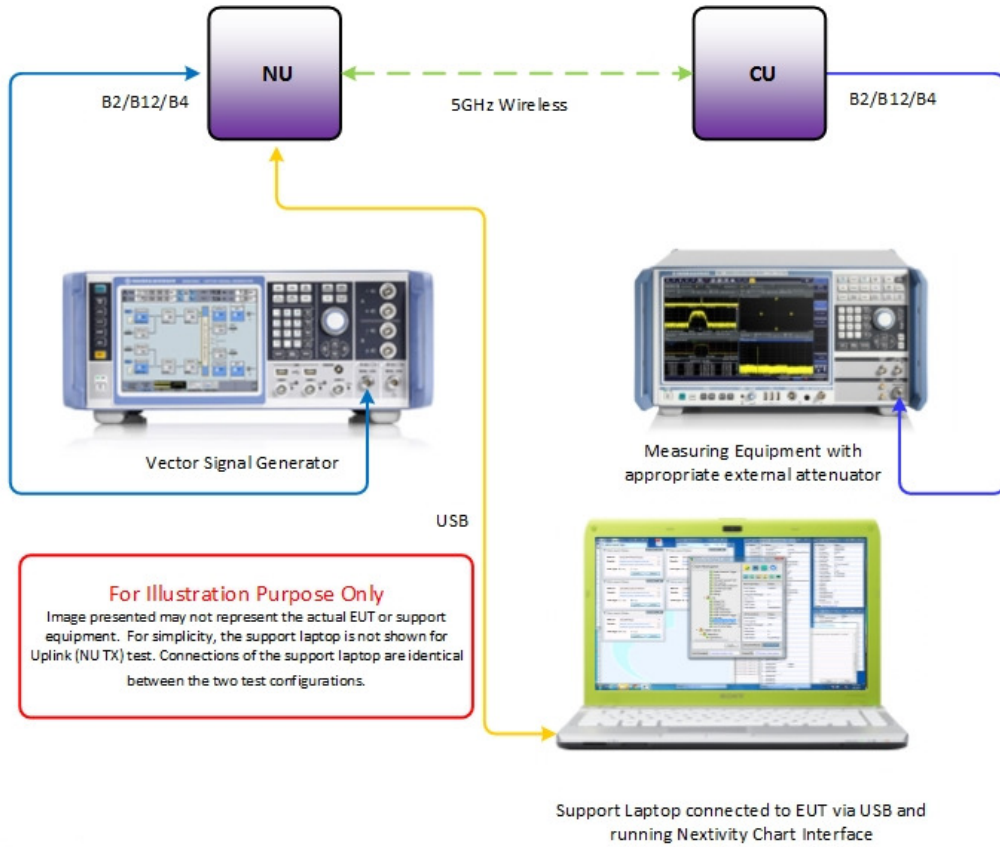 NU
CU
B2/B12/B4
5GHz Wireless
B2/B12/B4
Vector Signal Generator
Measuring Equipment with
appropriate external attenuator
USB
For Illustration Purpose Only
Image presented may not represent the actual EUT or support
equipment. For simplicity, the support laptop is not shown for
Uplink (NU TX) test. Connections of the support laptop are identical
between the two test configurations.
SONY
Support Laptop connected to EUT via USB and
running Nextivity Chart Interface